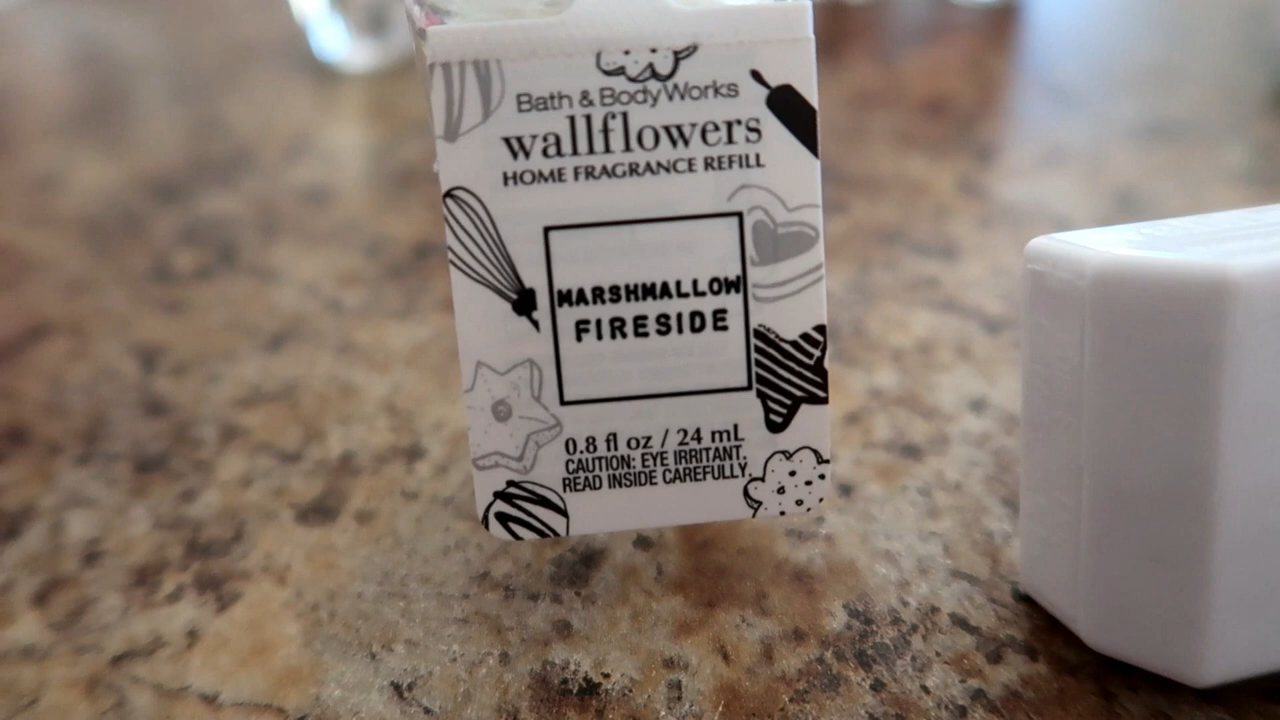 Bath & Body Works
wallflowers
HOME FRAGRANCE REFILL
MARSHMALLOW
FIRESIDE
0.8 fl oz / 24 mL
CAUTION: EYE IRRITANT.
READ INSIDE CAREFULLY.